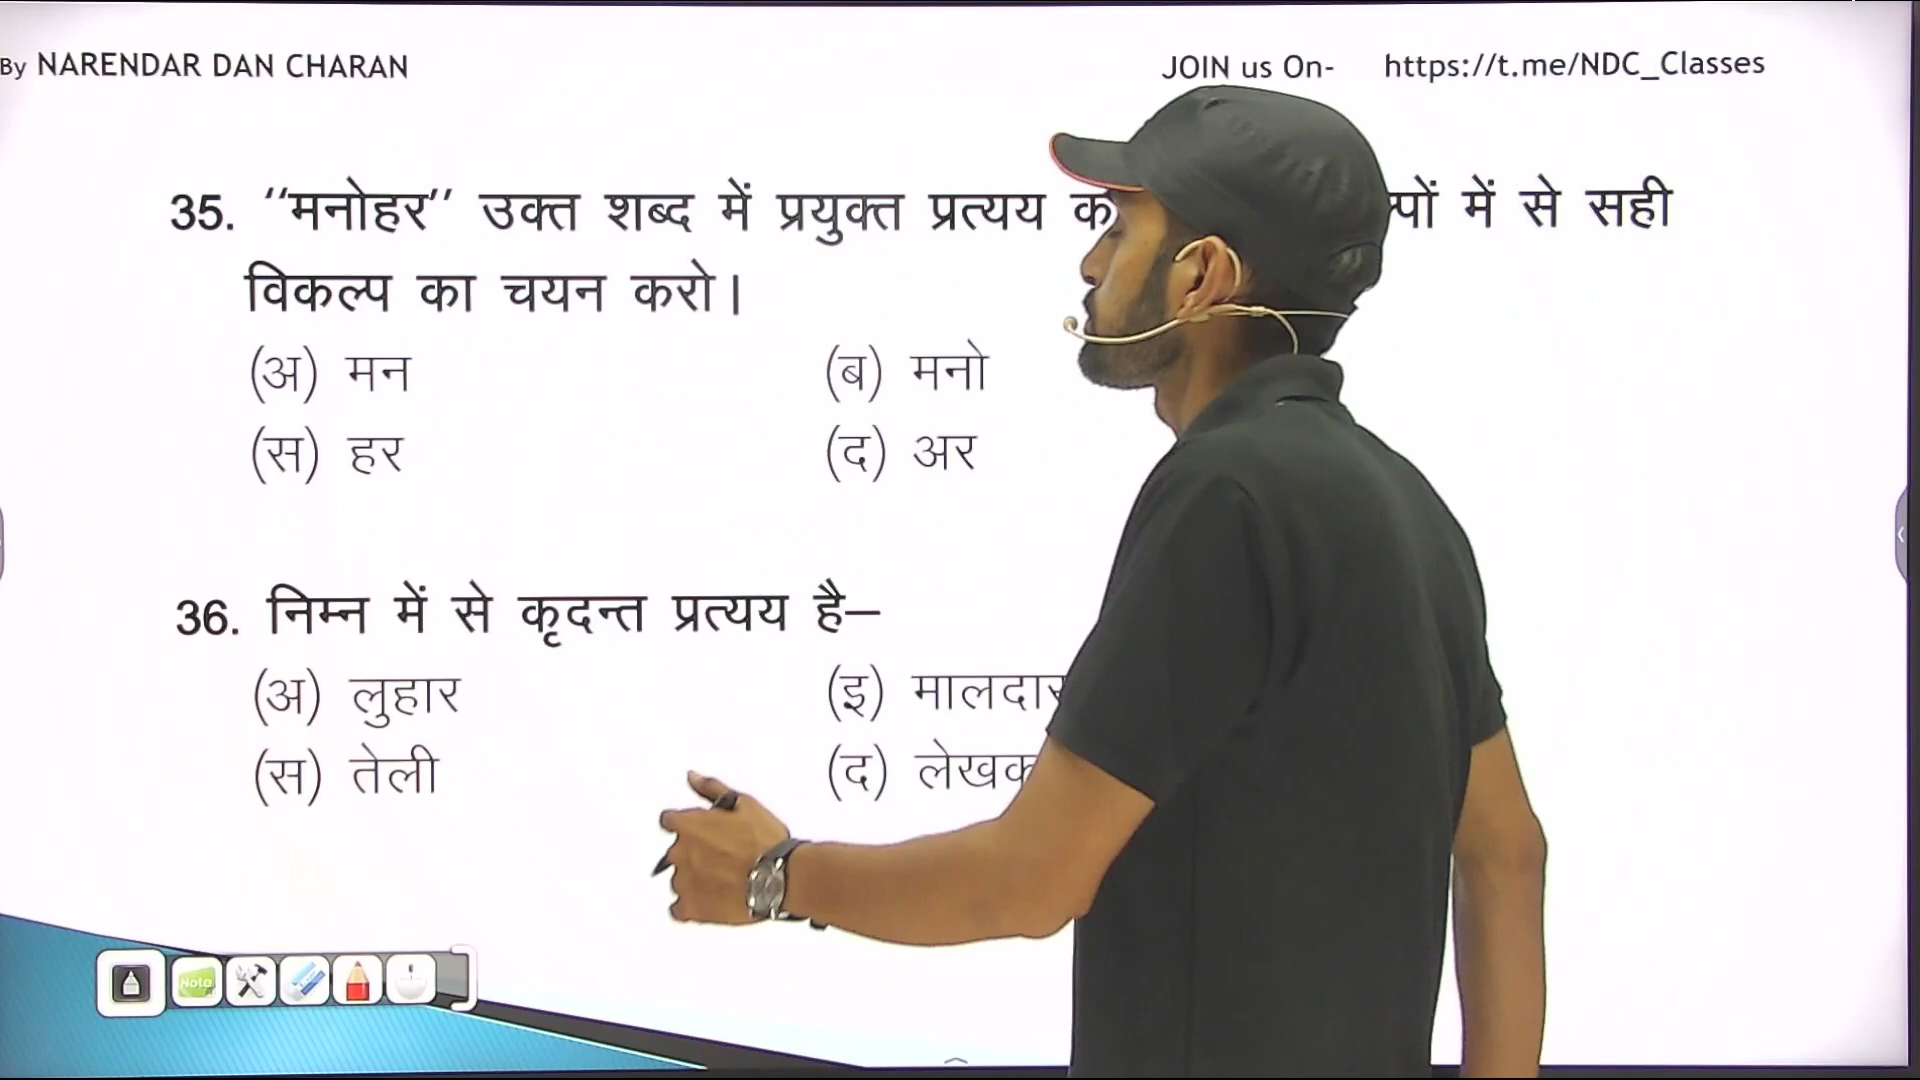 By NARENDAR DAN CHARAN
JOIN us On- https://t.me/NDC_Classes
35. “मनोहर” उक्त शब्द में प्रयुक्त प्रत्यय में से सही
विकल्प का चयन करो।
(अ) मन (ब) मनो
(स) हर (द) अर
36. निम्न में से कृदन्त प्रत्यय है–
(अ) लुहार (इ) मालदार
(स) तेली (द) लेखक
Note